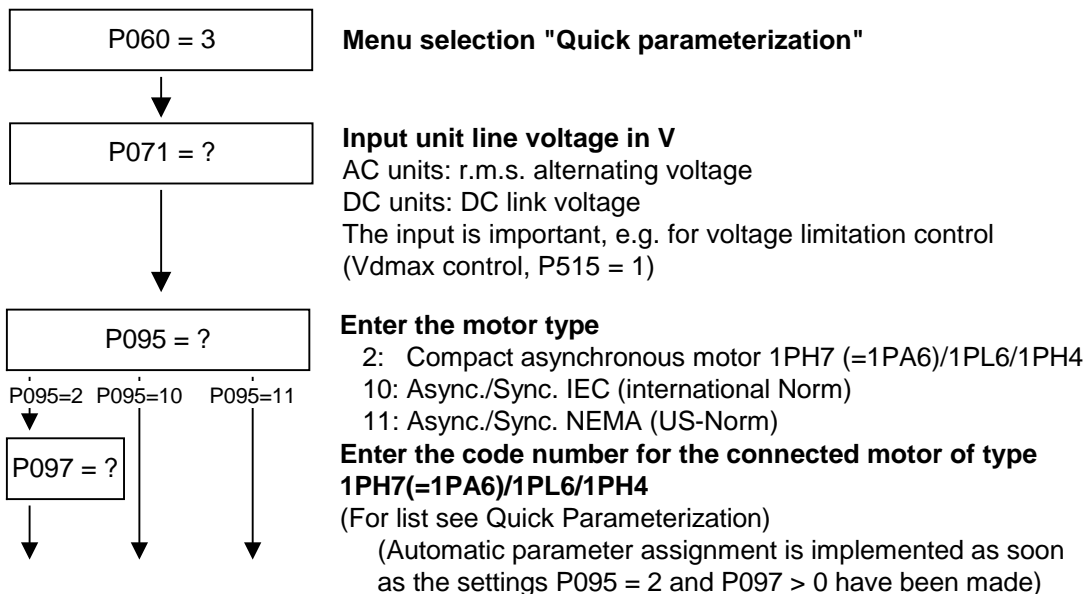 P060 = 3
Menu selection "Quick parameterization"
P071 = ?
Input unit line voltage in V
AC units: r.m.s. alternating voltage
DC units: DC link voltage
The input is important, e.g. for voltage limitation control
(Vdmax control, P515 = 1)
P095 = ?
Enter the motor type
2: Compact asynchronous motor 1PH7 (=1PA6)/1PL6/1PH4
10: Async./Sync. IEC (international Norm)
11: Async./Sync. NEMA (US-Norm)
P095=2 P095=10 P095=11
P097 = ?
Enter the code number for the connected motor of type
1PH7(=1PA6)/1PL6/1PH4
(For list see Quick Parameterization)
(Automatic parameter assignment is implemented as soon
as the settings P095 = 2 and P097 > 0 have been made)